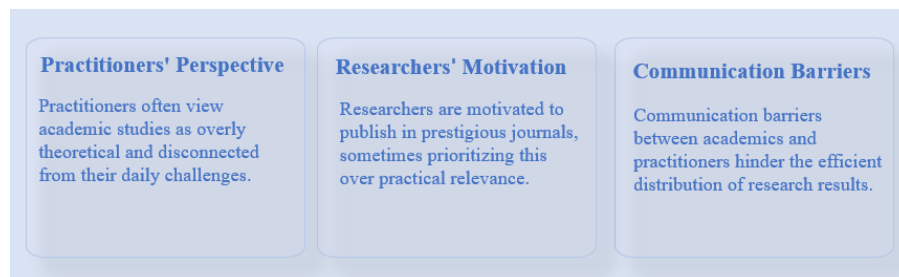 Practitioners' Perspective
Practitioners often view
academic studies as overly
theoretical and disconnected
from their daily challenges.
Researchers' Motivation
Researchers are motivated to
publish in prestigious journals,
sometimes prioritizing this
over practical relevance.
Communication Barriers
Communication barriers
between academics and
practitioners hinder the efficient
distribution of research results.